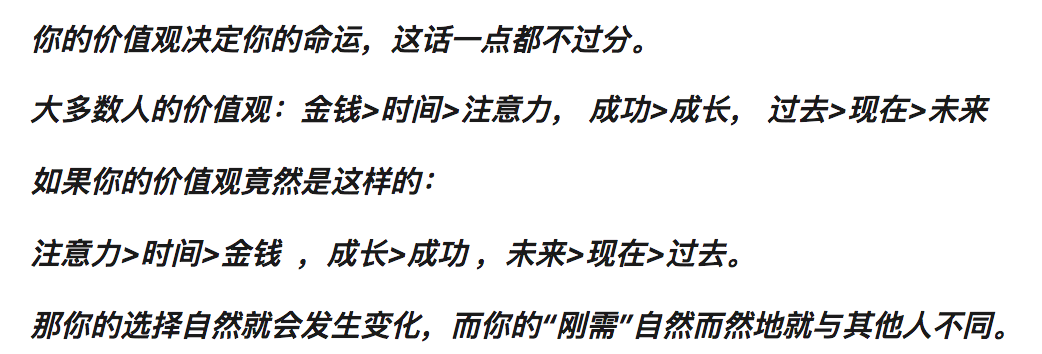 你的价值观决定你的命运，这话一点都不过分。
大多数人的价值观：金钱>时间>注意力， 成功>成长， 过去>现在>未来
如果你的价值观竟然是这样的：
注意力>时间>金钱 ，成长>成功 ，未来>现在>过去。
那你的选择自然就会发生变化，而你的“刚需”自然而然地就与其他人不同。